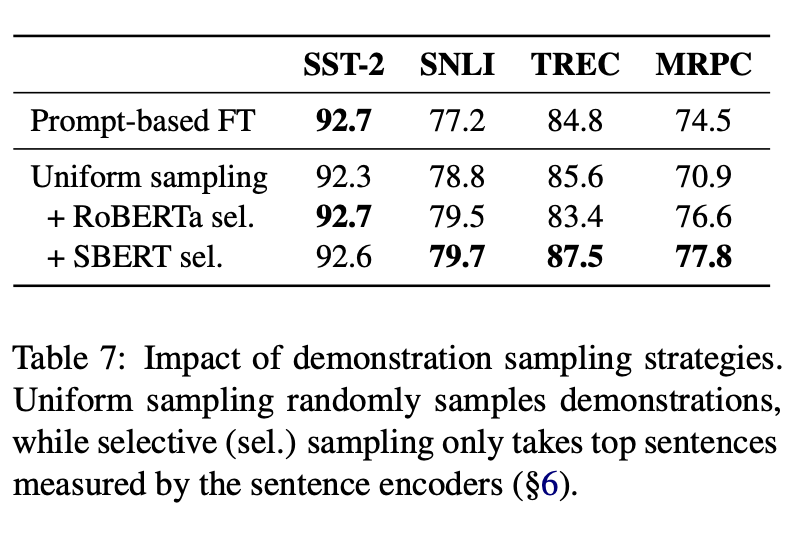 SST-2 SNLI TREC MRPC
Prompt-based FT 92.7 77.2 84.8 74.5
Uniform sampling 92.3 78.8 85.6 70.9
+ RoBERTa sel. 92.7 79.5 83.4 76.6
+ SBERT sel. 92.6 79.7 87.5 77.8
Table 7: Impact of demonstration sampling strategies.
Uniform sampling randomly samples demonstrations,
while selective (sel.) sampling only takes top sentences
measured by the sentence encoders (§6).